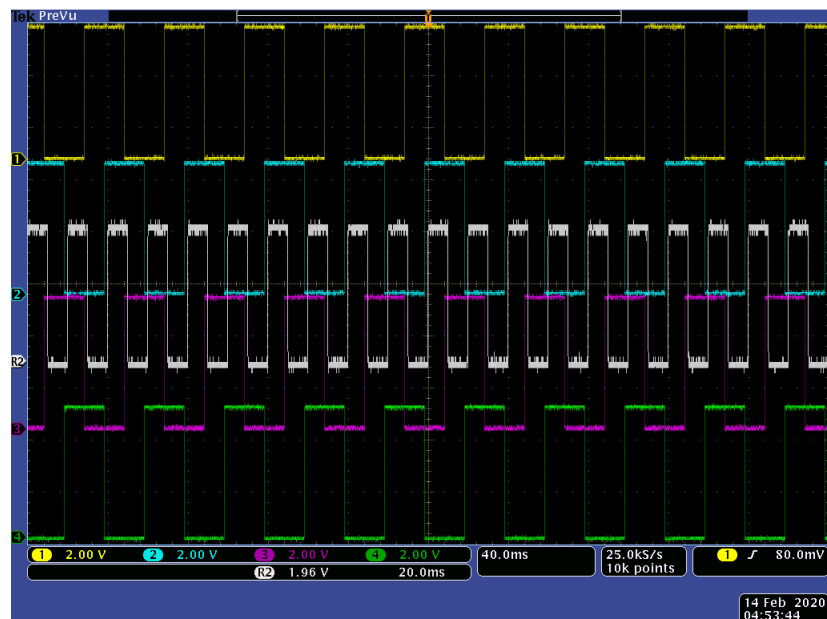 Tek PreVu
T
1
2
R2
3
4
1 2.00 V 2 2.00 V 3 2.00 V 4 2.00 V 40.0ms 25.0kS/s 1 80.0mV
10k points
R2 1.96 V 20.0ms
14 Feb 2020
04:53:44